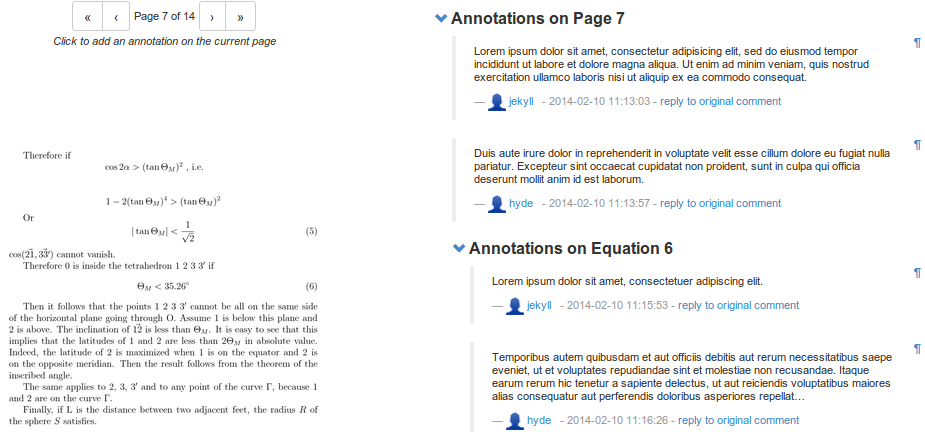 « ‹ Page 7 of 14 › »
Click to add an annotation on the current page
Therefore if
cos 2α > (tan Θ_M)² , i.e.
1 − 2(tan Θ_M)⁴ > (tan Θ_M)²
Or
| tan Θ_M| < 1/√2 (5)
cos(2⃗1, 3⃗3′) cannot vanish.
Therefore 0 is inside the tetrahedron 1 2 3 3′ if
Θ_M < 35.26° (6)
Then it follows that the points 1 2 3 3′ cannot be all on the same side
of the horizontal plane going through O. Assume 1 is below this plane and
2 is above. The inclination of 1⃗2 is less than Θ_M. It is easy to see that this
implies that the latitudes of 1 and 2 are less than 2Θ_M in absolute value.
Indeed, the latitude of 2 is maximized when 1 is on the equator and 2 is
on the opposite meridian. Then the result follows from the theorem of the
inscribed angle.
The same applies to 2, 3, 3′ and to any point of the curve Γ, because 1
and 2 are on the curve Γ.
Finally, if L is the distance between two adjacent feet, the radius R of
the sphere S satisfies.
Annotations on Page 7
¶
Lorem ipsum dolor sit amet, consectetur adipisicing elit, sed do eiusmod tempor
incididunt ut labore et dolore magna aliqua. Ut enim ad minim veniam, quis nostrud
exercitation ullamco laboris nisi ut aliquip ex ea commodo consequat.
— jekyll - 2014-02-10 11:13:03 - reply to original comment
¶
Duis aute irure dolor in reprehenderit in voluptate velit esse cillum dolore eu fugiat nulla
pariatur. Excepteur sint occaecat cupidatat non proident, sunt in culpa qui officia
deserunt mollit anim id est laborum.
— hyde - 2014-02-10 11:13:57 - reply to original comment
Annotations on Equation 6
¶
Lorem ipsum dolor sit amet, consectetuer adipiscing elit.
— jekyll - 2014-02-10 11:15:53 - reply to original comment
¶
Temporibus autem quibusdam et aut officiis debitis aut rerum necessitatibus saepe
eveniet, ut et voluptates repudiandae sint et molestiae non recusandae. Itaque
earum rerum hic tenetur a sapiente delectus, ut aut reiciendis voluptatibus maiores
alias consequatur aut perferendis doloribus asperiores repellat…
— hyde - 2014-02-10 11:16:26 - reply to original comment